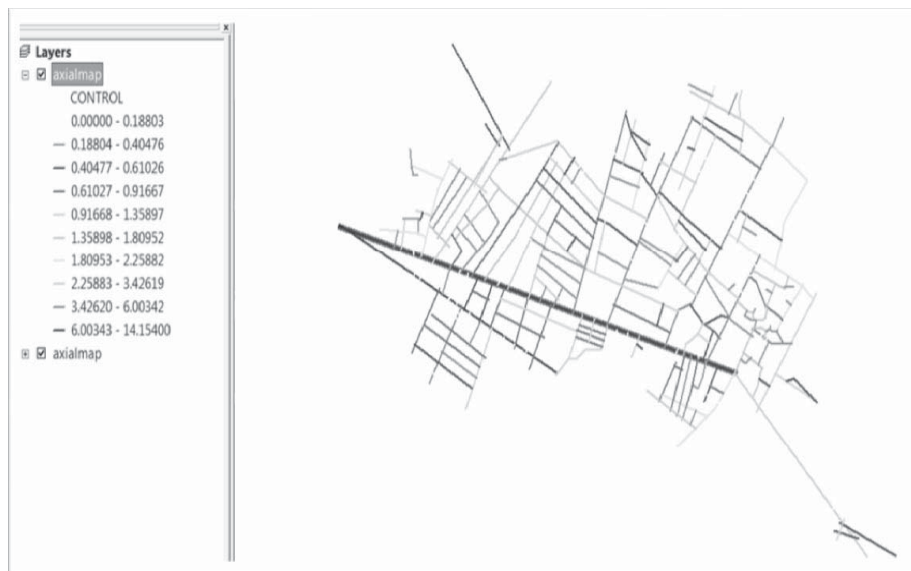 Layers
axialmap
CONTROL
0.00000 - 0.18803
0.18804 - 0.40476
0.40477 - 0.61026
0.61027 - 0.91667
0.91668 - 1.35897
1.35898 - 1.80952
1.80953 - 2.25882
2.25883 - 3.42619
3.42620 - 6.00342
6.00343 - 14.15400
axialmap